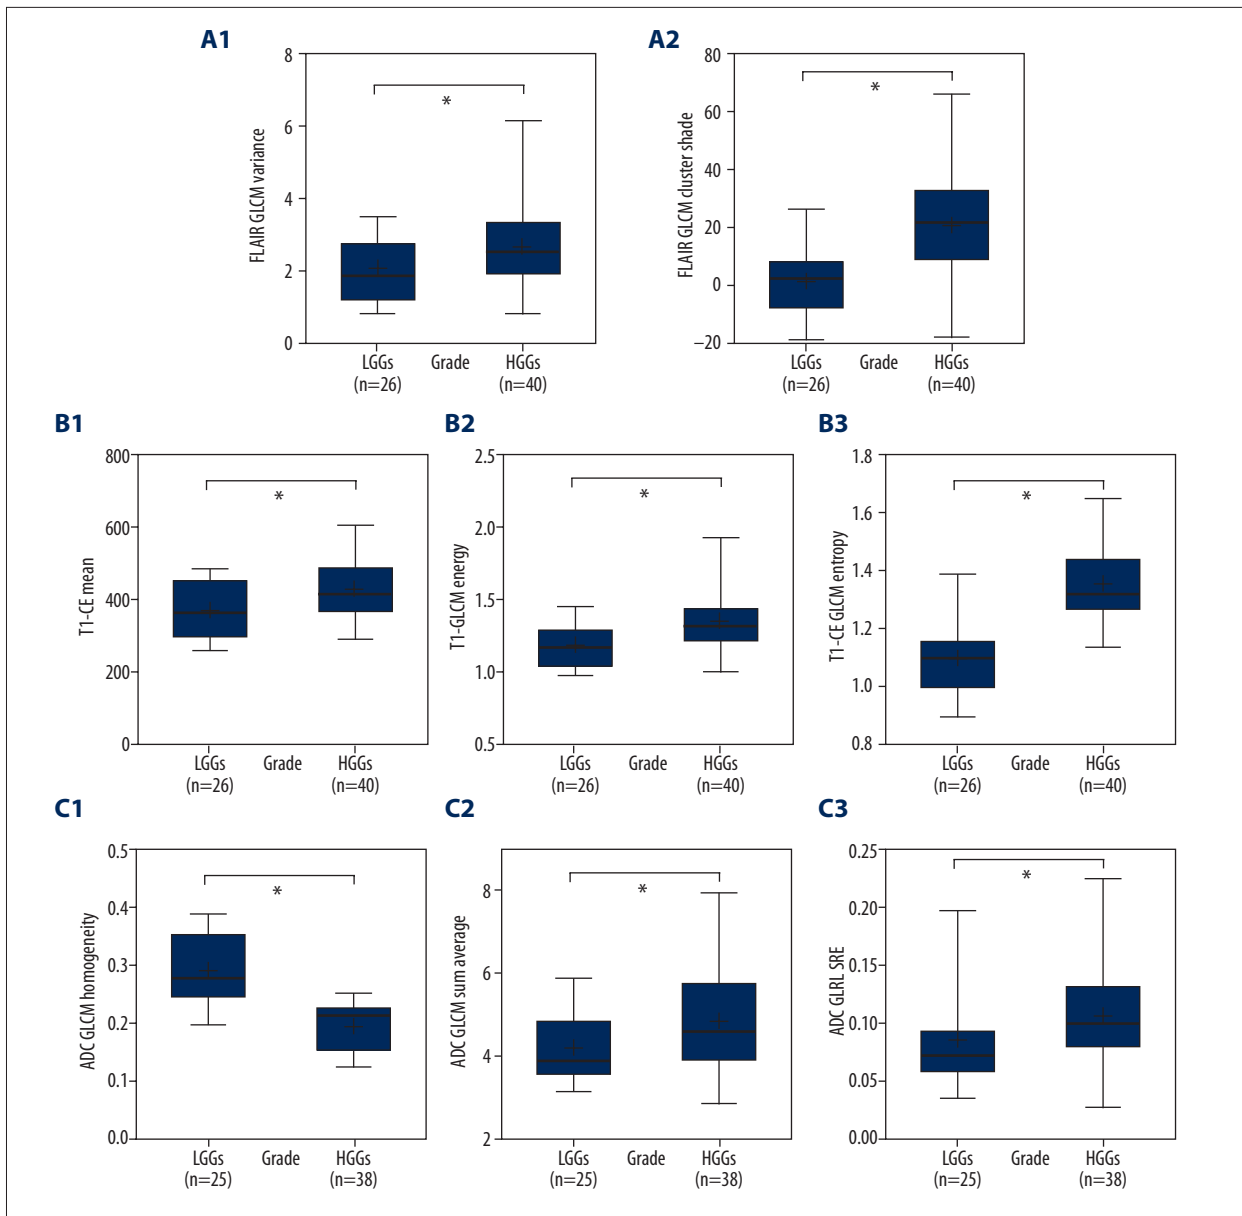 A1
FLAIR GLCM variance
8
6
4
2
0
*
LGGs Grade HGGs
(n=26) (n=40)
A2
FLAIR GLCM cluster shade
80
60
40
20
0
−20
*
LGGs Grade HGGs
(n=26) (n=40)
B1
T1-CE mean
800
600
400
200
0
*
LGGs Grade HGGs
(n=26) (n=40)
B2
T1-GLCM energy
2.5
2.0
1.5
1.0
0.5
*
LGGs Grade HGGs
(n=26) (n=40)
B3
T1-CE GLCM entropy
1.8
1.6
1.4
1.2
1.0
0.8
*
LGGs Grade HGGs
(n=26) (n=40)
C1
ADC GLCM homogeneity
0.5
0.4
0.3
0.2
0.1
0.0
*
LGGs Grade HGGs
(n=25) (n=38)
C2
ADC GLCM sum average
8
6
4
2
*
LGGs Grade HGGs
(n=25) (n=38)
C3
ADC GLRL SRE
0.25
0.20
0.15
0.10
0.05
0.00
*
LGGs Grade HGGs
(n=25) (n=38)